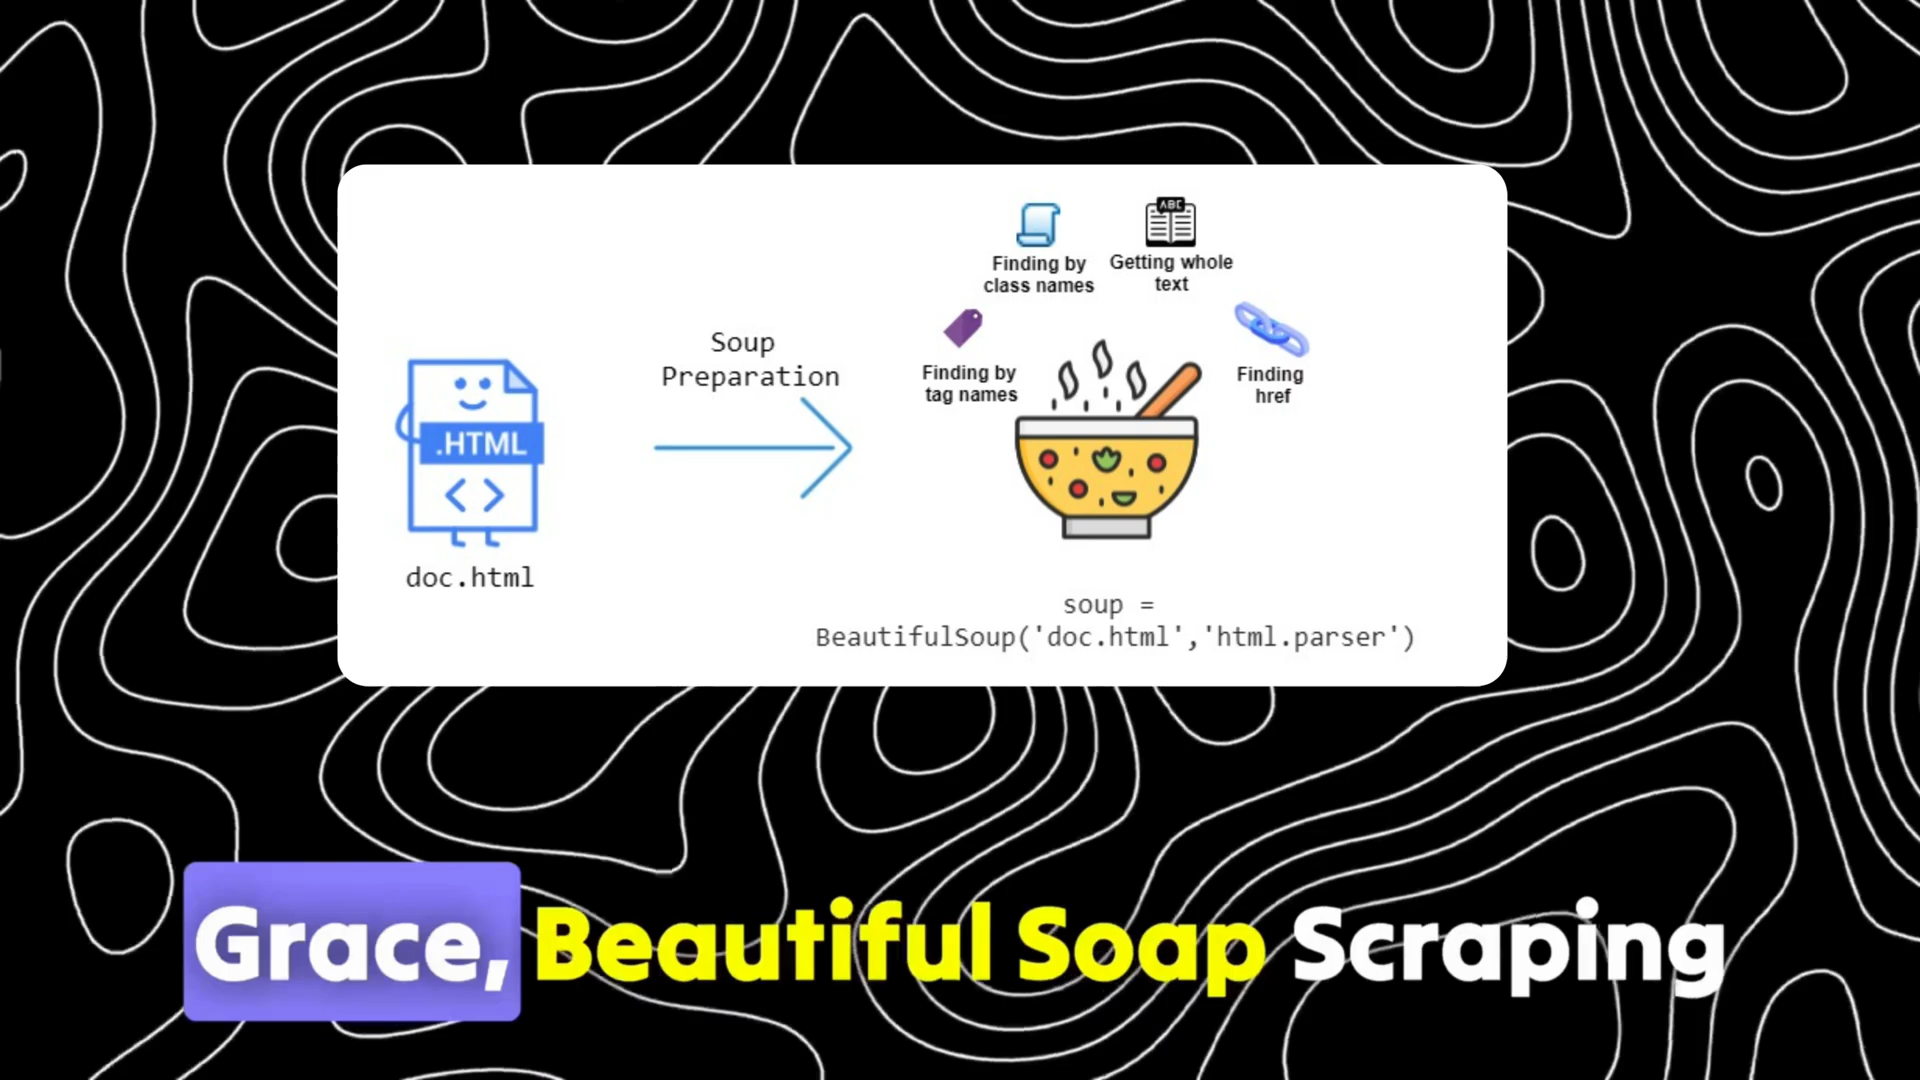 ABC
Finding by
class names
Getting whole
text
Soup
Preparation
Finding by
tag names
Finding
href
.HTML
< >
doc.html
soup =
BeautifulSoup('doc.html','html.parser')
Grace, Beautiful Soap Scraping